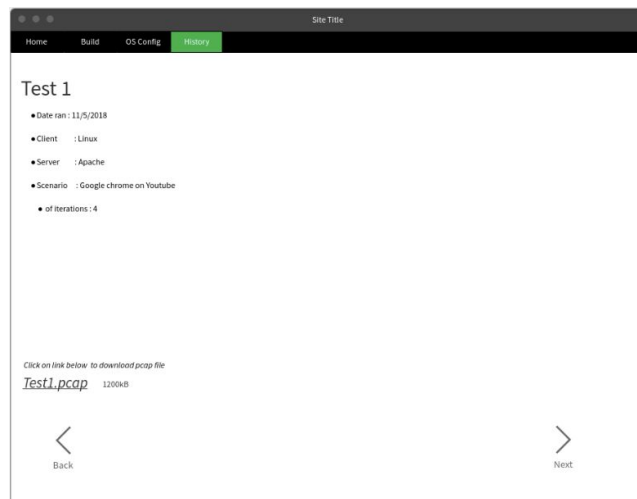 Site Title
Home Build OS Config History
Test 1
• Date ran : 11/5/2018
• Client : Linux
• Server : Apache
• Scenario : Google chrome on Youtube
• of iterations : 4
Click on link below to download pcap file
Test1.pcap 1200kB
Back Next